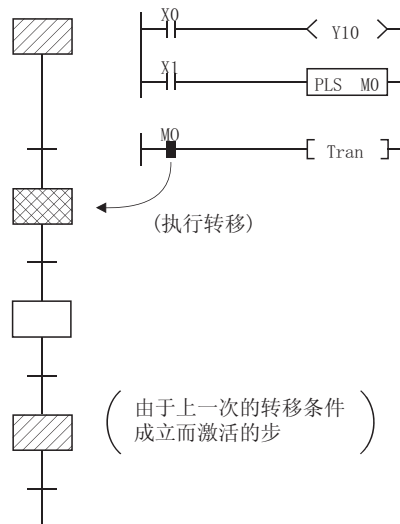 X0
Y10
X1
PLS M0
M0
Tran
(执行转移)
由于上一次的转移条件
成立而激活的步